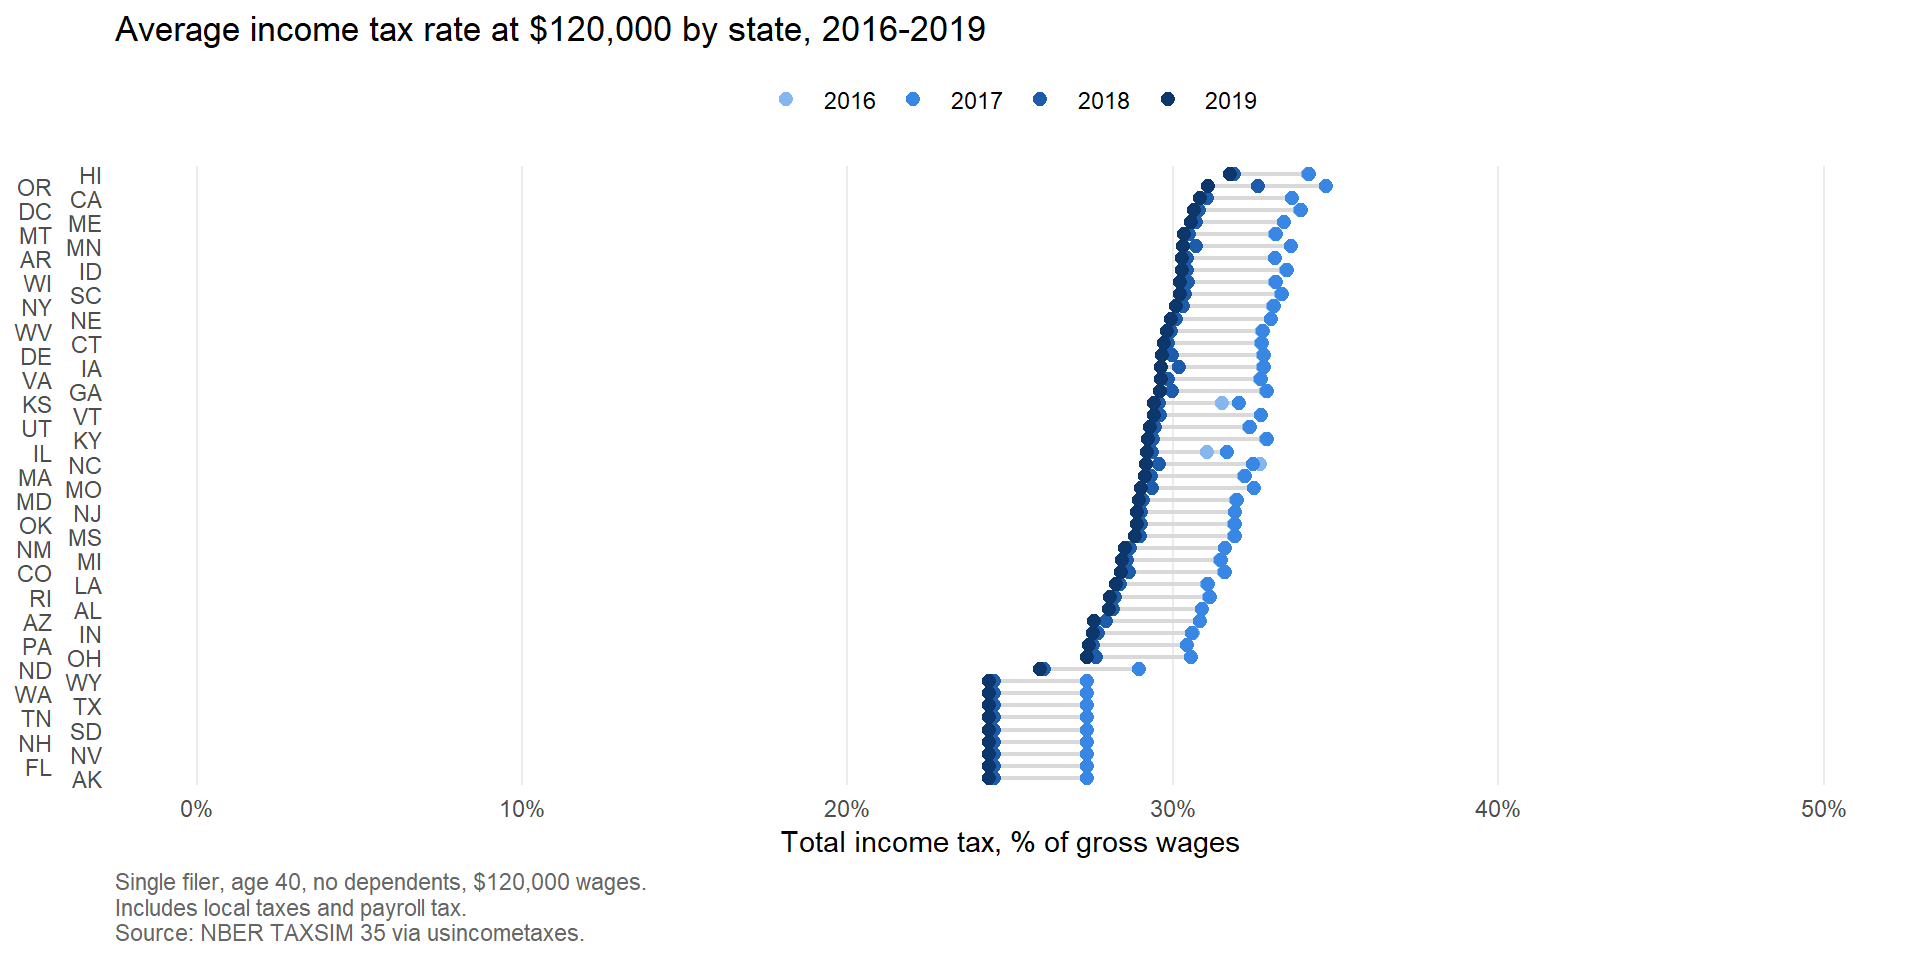 Average income tax rate at $120,000 by state, 2016-2019
2016 2017 2018 2019
HI
OR
CA
DC
ME
MT
MN
AR
ID
WI
SC
NY
NE
WV
CT
DE
IA
VA
GA
KS
VT
UT
KY
IL
NC
MA
MO
MD
NJ
OK
MS
NM
MI
CO
LA
RI
AL
AZ
IN
PA
OH
ND
WY
WA
TX
TN
SD
NH
NV
FL
AK
0% 10% 20% 30% 40% 50%
Total income tax, % of gross wages
Single filer, age 40, no dependents, $120,000 wages.
Includes local taxes and payroll tax.
Source: NBER TAXSIM 35 via usincometaxes.